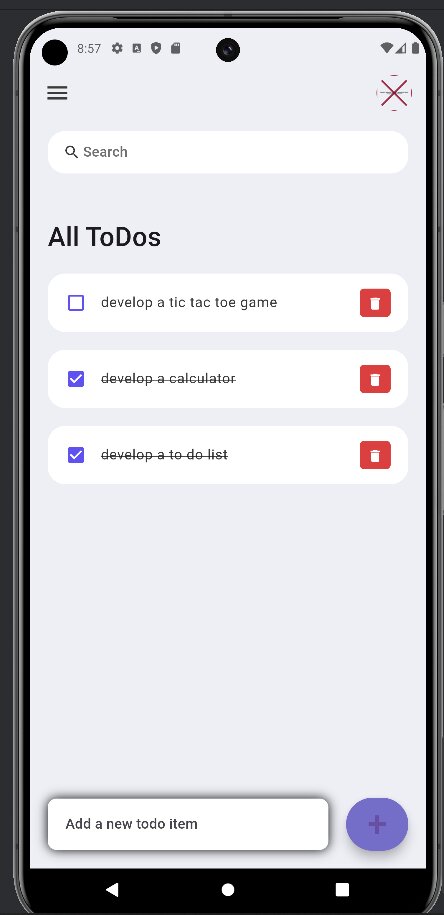 8:57
Search
All ToDos
develop a tic tac toe game
develop a calculator
develop a to do list
Add a new todo item